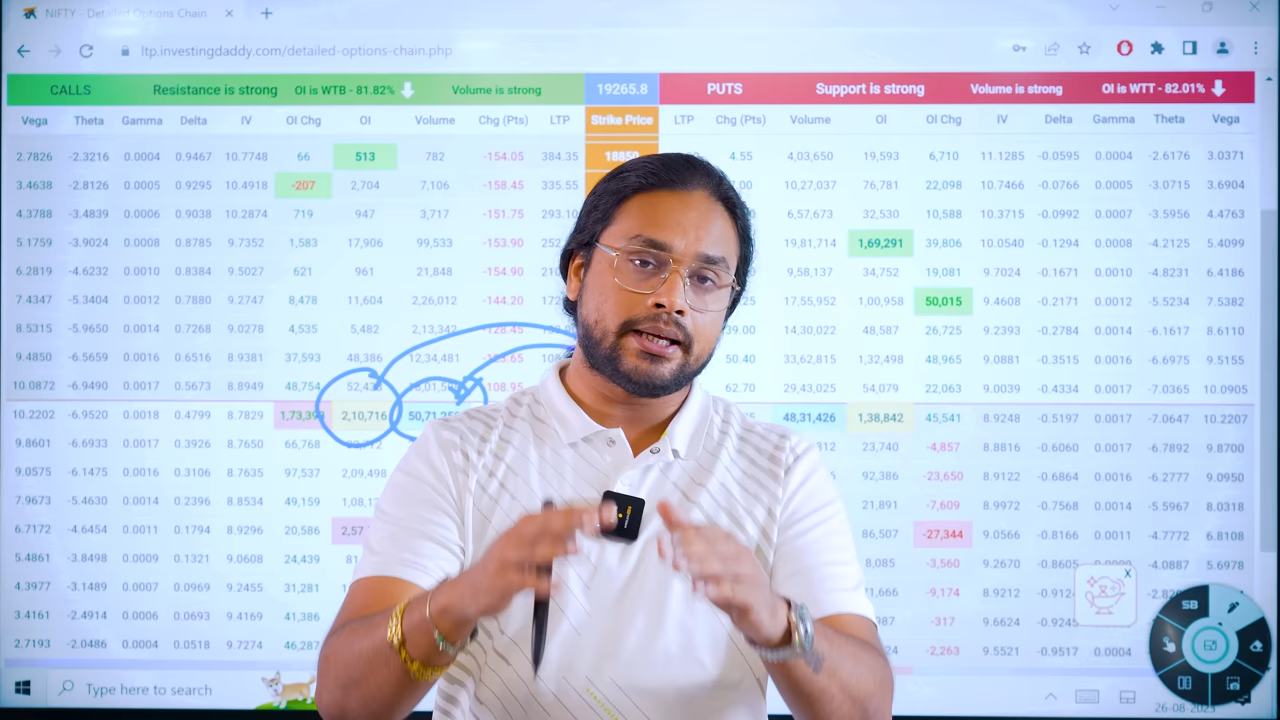 NIFTY - Detailed Options Chain
ltp.investingdaddy.com/detailed-options-chain.php
CALLS Resistance is strong OI is WTB - 81.82% Volume is strong 19265.8 PUTS Support is strong Volume is strong OI is WTT - 82.01%
Vega Theta Gamma Delta IV OI Chg OI Volume Chg (Pts) LTP Strike Price LTP Chg (Pts) Volume OI OI Chg IV Delta Gamma Theta Vega
2.7826 -2.3216 0.0004 0.9467 10.7748 66 513 782 -154.05 384.35 18850 4.55 4,03,650 19,593 6,710 11.1285 -0.0595 0.0004 -2.6176 3.0371
3.4638 -2.8126 0.0005 0.9295 10.4918 -207 2,704 7,106 -158.45 335.55 10,27,037 76,781 22,098 10.7466 -0.0766 0.0005 -3.0715 3.6904
4.3788 -3.4839 0.0006 0.9038 10.2874 719 947 3,717 -151.75 293.10 6,57,673 32,530 10,588 10.3715 -0.0992 0.0007 -3.5956 4.4763
5.1759 -3.9024 0.0008 0.8785 9.7352 1,583 17,906 99,533 -153.90 19,81,714 1,69,291 39,806 10.0540 -0.1294 0.0008 -4.2125 5.4099
6.2819 -4.6232 0.0010 0.8384 9.5027 621 961 21,848 -154.90 9,58,137 34,752 19,081 9.7024 -0.1671 0.0010 -4.8231 6.4186
7.4347 -5.3404 0.0012 0.7880 9.2747 8,478 11,604 2,26,012 -144.20 17,55,952 1,00,958 50,015 9.4608 -0.2171 0.0012 -5.5234 7.5382
8.5315 -5.9650 0.0014 0.7268 9.0278 4,535 5,482 2,13,342 -128.45 39.00 14,30,022 48,587 26,725 9.2393 -0.2784 0.0014 -6.1617 8.6110
9.4850 -6.5659 0.0016 0.6516 8.9381 37,593 48,386 12,34,481 50.40 33,62,815 1,32,498 48,965 9.0881 -0.3515 0.0016 -6.6975 9.5155
10.0872 -6.9490 0.0017 0.5673 8.8949 48,754 -108.95 62.70 29,43,025 54,079 22,063 9.0030 -0.4334 0.0017 -7.0365 10.0905
10.2202 -6.9520 0.0018 0.4799 8.7829 2,10,716 48,31,426 1,38,842 45,541 8.9248 -0.5197 0.0017 -7.0647 10.2207
9.8601 -6.6933 0.0017 0.3926 8.7650 66,768 23,740 -4,857 8.8816 -0.6060 0.0017 -6.7892 9.8700
9.0575 -6.1475 0.0016 0.3106 8.7635 97,537 2,09,498 92,386 -23,650 8.9122 -0.6864 0.0016 -6.2777 9.0950
7.9673 -5.4630 0.0014 0.2396 8.8534 49,159 21,891 -7,609 8.9972 -0.7568 0.0014 -5.5967 8.0318
6.7172 -4.6454 0.0011 0.1794 8.9296 20,586 86,507 -27,344 9.0566 -0.8166 0.0011 -4.7772 6.8108
5.4861 -3.8498 0.0009 0.1321 9.0608 24,439 8,085 -3,560 9.2670 -0.8605 -4.0887 5.6978
4.3977 -3.1489 0.0007 0.0969 9.2455 31,281 -9,174 8.9212
3.4161 -2.4914 0.0006 0.0693 9.4169 41,386 -317 9.6624 -0.9245
2.7193 -2.0486 0.0004 0.0518 9.7274 46,287 -2,263 9.5521 -0.9517 0.0004
X
SB
Type here to search